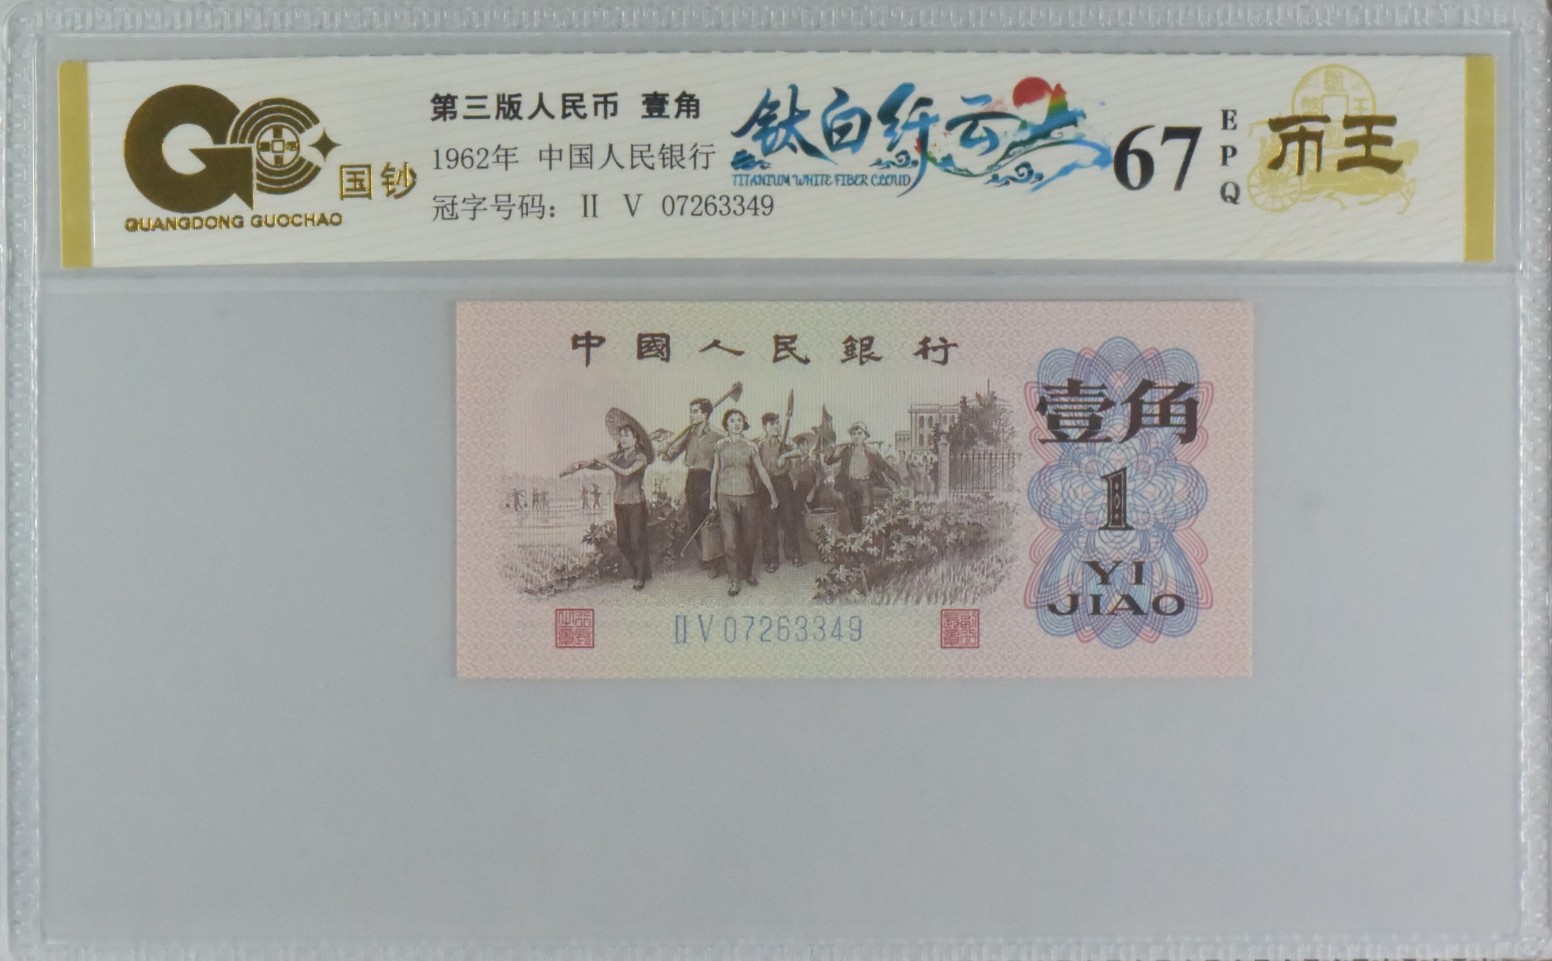 国钞
GUANGDONG GUOCHAO
第三版人民币 壹角
1962年 中国人民银行
冠字号码： II V 07263349
钛白纤云
TITANIUM WHITE FIBER CLOUD
67
EPQ
币王
中國人民銀行
壹角
1
YI
JIAO
II V 07263349